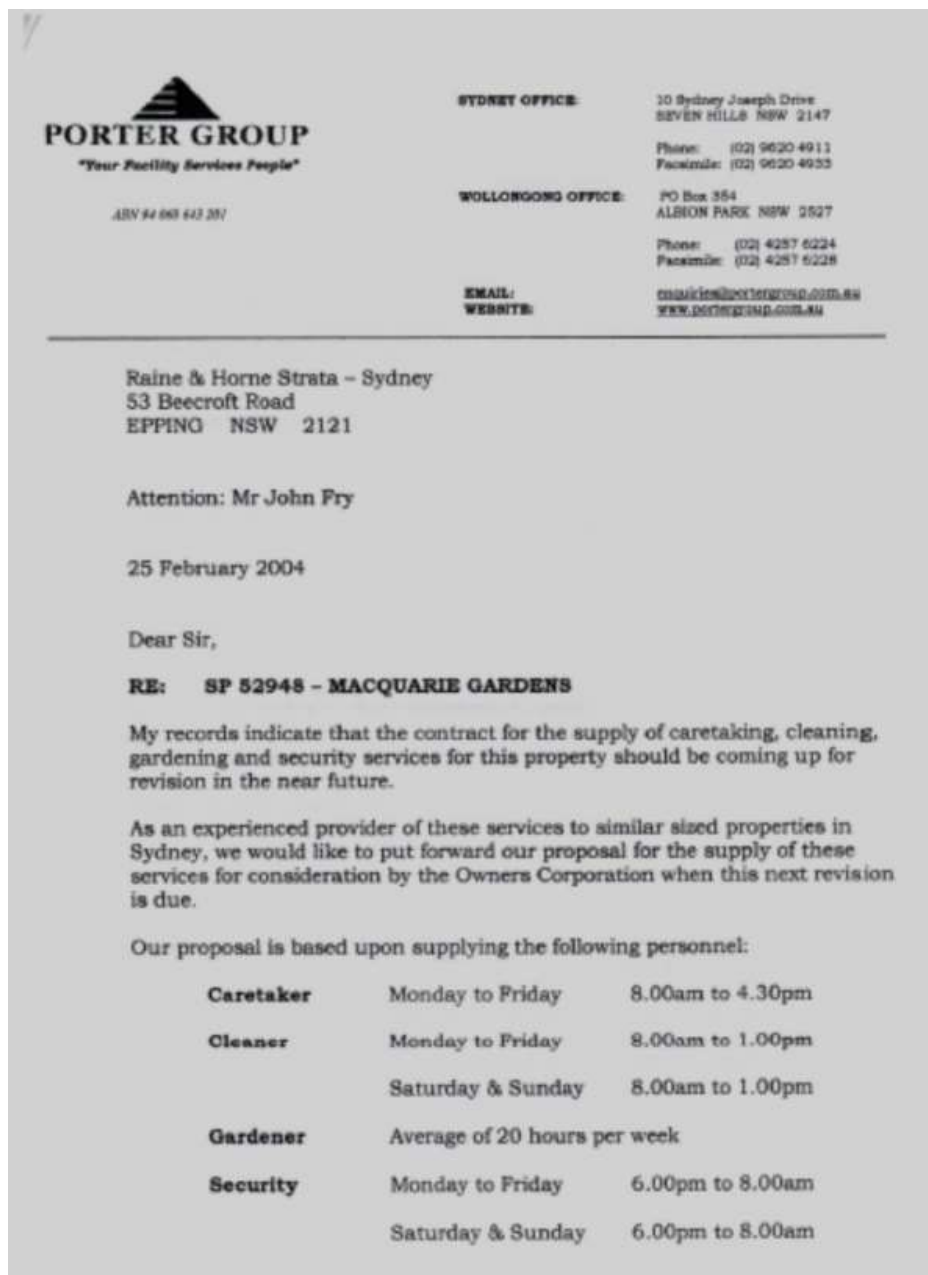 PORTER GROUP
"Your Facility Services People"
ABN 94 068 643 201
SYDNEY OFFICE:
10 Sydney Joseph Drive
SEVEN HILLS NSW 2147
Phone: (02) 9620 4911
Facsimile: (02) 9620 4933
WOLLONGONG OFFICE:
PO Box 354
ALBION PARK NSW 2527
Phone: (02) 4257 6224
Facsimile: (02) 4257 6228
EMAIL: enquiries@portergroup.com.au
WEBSITE: www.portergroup.com.au
Raine & Horne Strata – Sydney
53 Beecroft Road
EPPING NSW 2121
Attention: Mr John Fry
25 February 2004
Dear Sir,
RE: SP 52948 – MACQUARIE GARDENS
My records indicate that the contract for the supply of caretaking, cleaning,
gardening and security services for this property should be coming up for
revision in the near future.
As an experienced provider of these services to similar sized properties in
Sydney, we would like to put forward our proposal for the supply of these
services for consideration by the Owners Corporation when this next revision
is due.
Our proposal is based upon supplying the following personnel:
Caretaker Monday to Friday 8.00am to 4.30pm
Cleaner Monday to Friday 8.00am to 1.00pm
Saturday & Sunday 8.00am to 1.00pm
Gardener Average of 20 hours per week
Security Monday to Friday 6.00pm to 8.00am
Saturday & Sunday 6.00pm to 8.00am